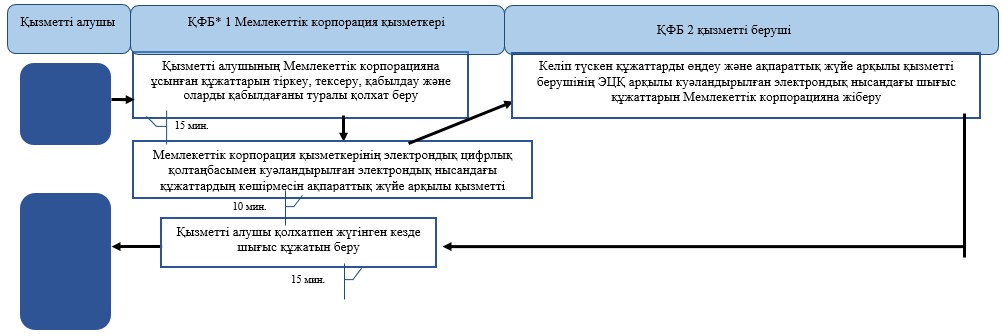 Қызметті алушы
ҚФБ* 1 Мемлекеттік корпорация қызметкері
ҚФБ 2 қызметті беруші
Қызметті алушының Мемлекеттік корпорацияна
ұсынған құжаттарын тіркеу, тексеру, қабылдау және
оларды қабылдағаны туралы қолхат беру
15 мин.
Келіп түскен құжаттарды өңдеу және ақпараттық жүйе арқылы қызметті
берушінің ЭЦҚ арқылы куәландырылған электрондық нысандағы шығыс
құжаттарын Мемлекеттік корпорацияна жіберу
Мемлекеттік корпорация қызметкерінің электрондық цифрлық
қолтаңбасымен куәландырылған электрондық нысандағы
құжаттардың көшірмесін ақпараттық жүйе арқылы қызметті
10 мин.
Қызметті алушы қолхатпен жүгінген кезде
шығыс құжатын беру
15 мин.